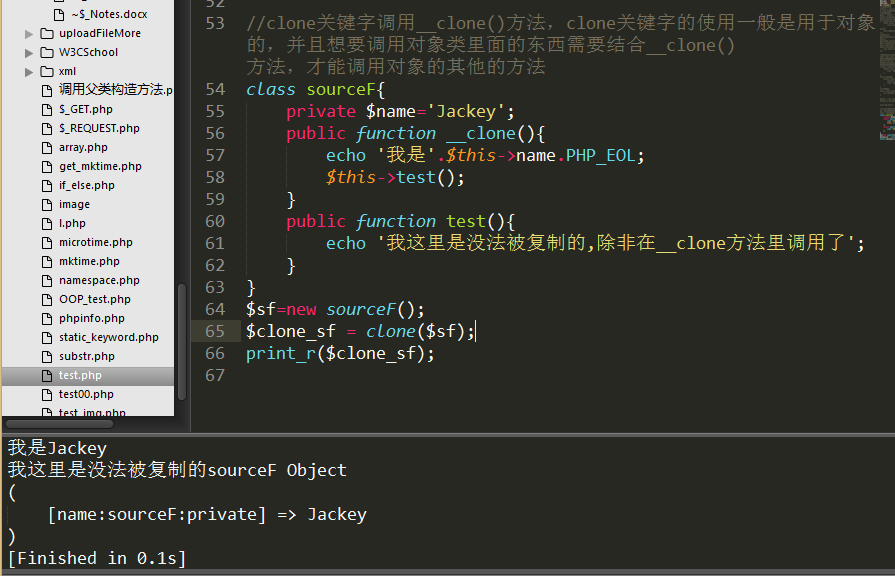 ~$_Notes.docx
uploadFileMore
W3CSchool
xml
调用父类构造方法.p
$_GET.php
$_REQUEST.php
array.php
get_mktime.php
if_else.php
image
l.php
microtime.php
mktime.php
namespace.php
OOP_test.php
phpinfo.php
static_keyword.php
substr.php
test.php
test00.php
test_img.php
52
53 //clone关键字调用__clone()方法，clone关键字的使用一般是用于对象
的，并且想要调用对象类里面的东西需要结合__clone()
方法，才能调用对象的其他的方法
54 class sourceF{
55 private $name='Jackey';
56 public function __clone(){
57 echo '我是'.$this->name.PHP_EOL;
58 $this->test();
59 }
60 public function test(){
61 echo '我这里是没法被复制的,除非在__clone方法里调用了';
62 }
63 }
64 $sf=new sourceF();
65 $clone_sf = clone($sf);
66 print_r($clone_sf);
67
我是Jackey
我这里是没法被复制的sourceF Object
(
[name:sourceF:private] => Jackey
)
[Finished in 0.1s]